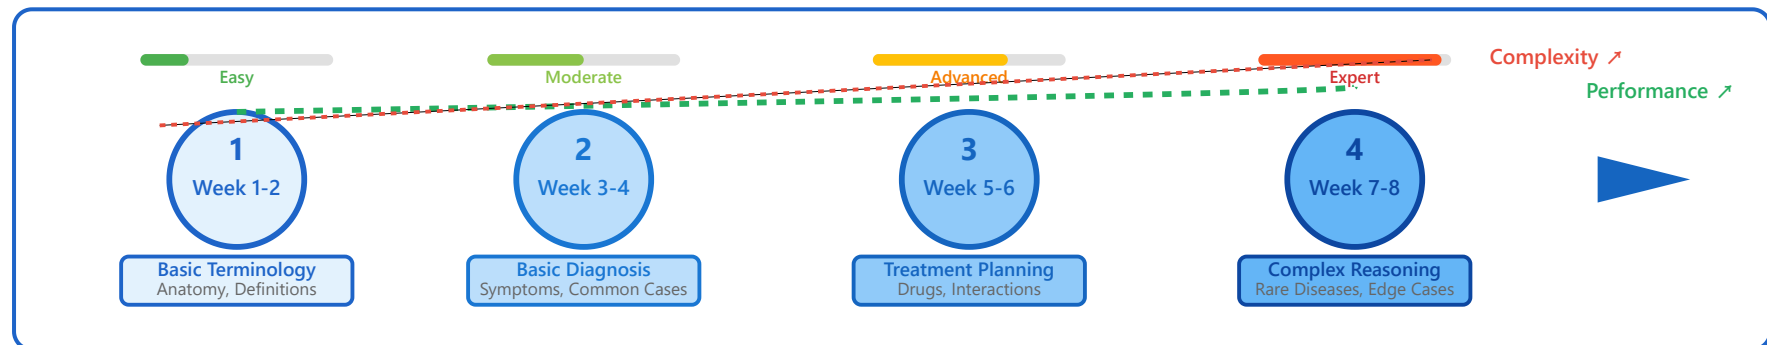 Easy
Moderate
Advanced
Expert
Complexity ↗
Performance ↗
1
Week 1-2
2
Week 3-4
3
Week 5-6
4
Week 7-8
Basic Terminology
Anatomy, Definitions
Basic Diagnosis
Symptoms, Common Cases
Treatment Planning
Drugs, Interactions
Complex Reasoning
Rare Diseases, Edge Cases